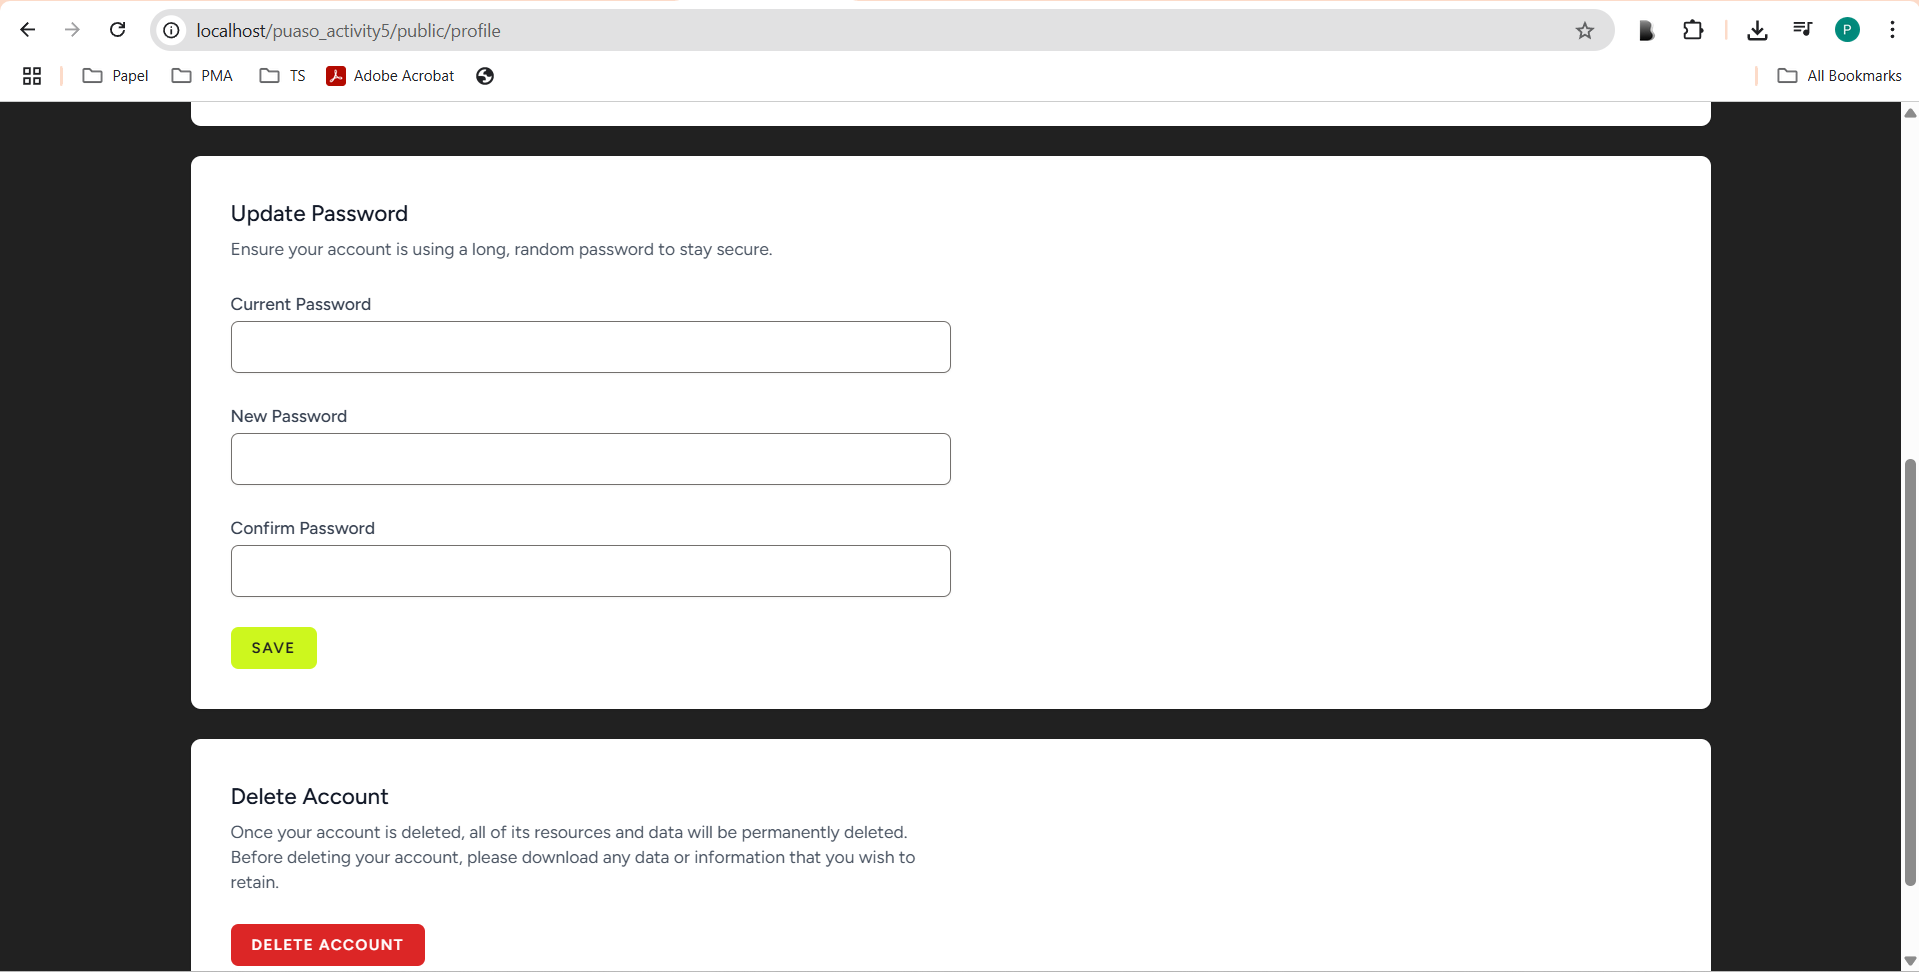 localhost/puaso_activity5/public/profile
P
Papel
PMA
TS
Adobe Acrobat
All Bookmarks
Update Password
Ensure your account is using a long, random password to stay secure.
Current Password
New Password
Confirm Password
SAVE
Delete Account
Once your account is deleted, all of its resources and data will be permanently deleted.
Before deleting your account, please download any data or information that you wish to
retain.
DELETE ACCOUNT